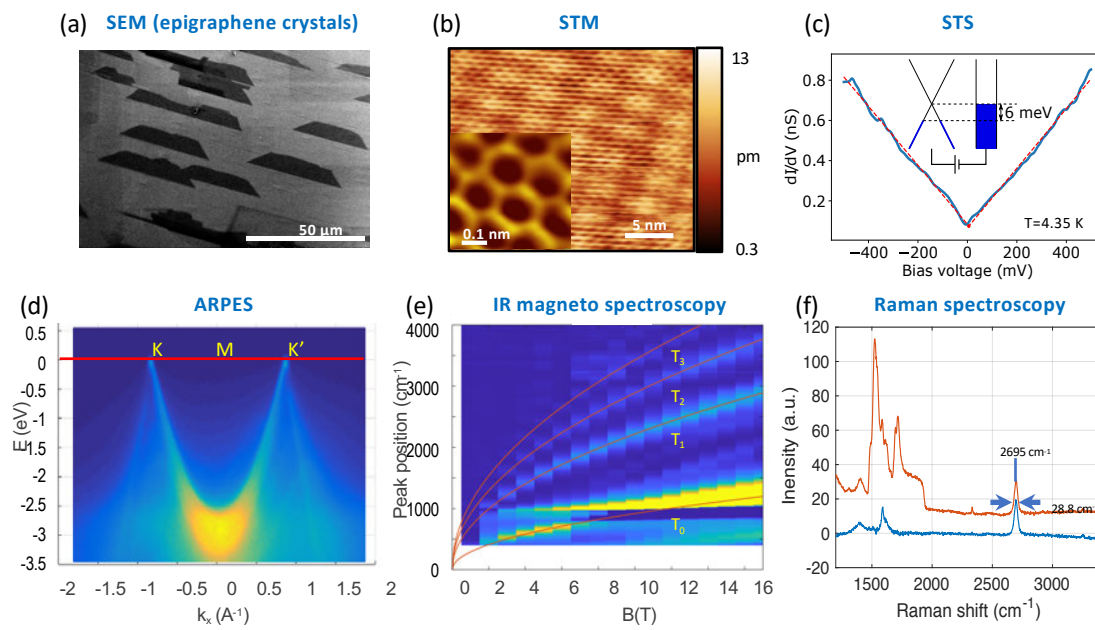 (a) SEM (epigraphene crystals)
50 µm
(b) STM
0.1 nm
5 nm
13
pm
0.3
(c) STS
dI/dV (nS)
0.8
0.6
0.4
0.2
6 meV
T=4.35 K
−400 −200 0 200 400
Bias voltage (mV)
(d) ARPES
E (eV)
0.5
0
-0.5
-1
-1.5
-2
-2.5
-3
-3.5
K M K’
-2 -1.5 -1 -0.5 0 0.5 1 1.5 2
kx (A-1)
(e) IR magneto spectroscopy
Peak position (cm-1)
4000
3000
2000
1000
0
T3
T2
T1
T0
0 2 4 6 8 10 12 14 16
B(T)
(f) Raman spectroscopy
Inensity (a.u.)
120
100
80
60
40
20
0
-20
2695 cm-1
28.8 cm-
1500 2000 2500 3000
Raman shift (cm-1)